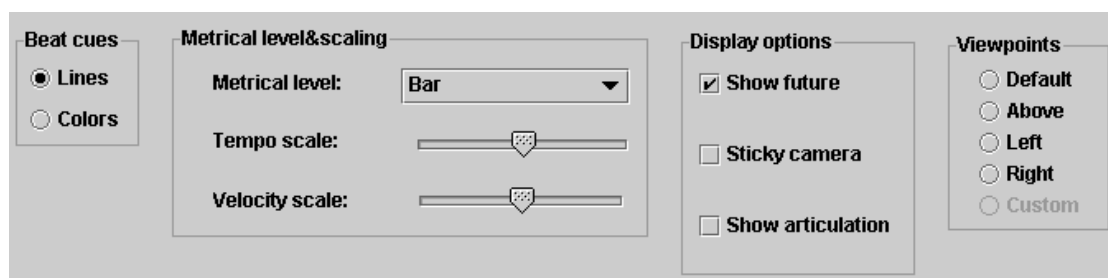 Beat cues
Lines
Colors
Metrical level&scaling
Metrical level:
Bar
Tempo scale:
Velocity scale:
Display options
Show future
Sticky camera
Show articulation
Viewpoints
Default
Above
Left
Right
Custom